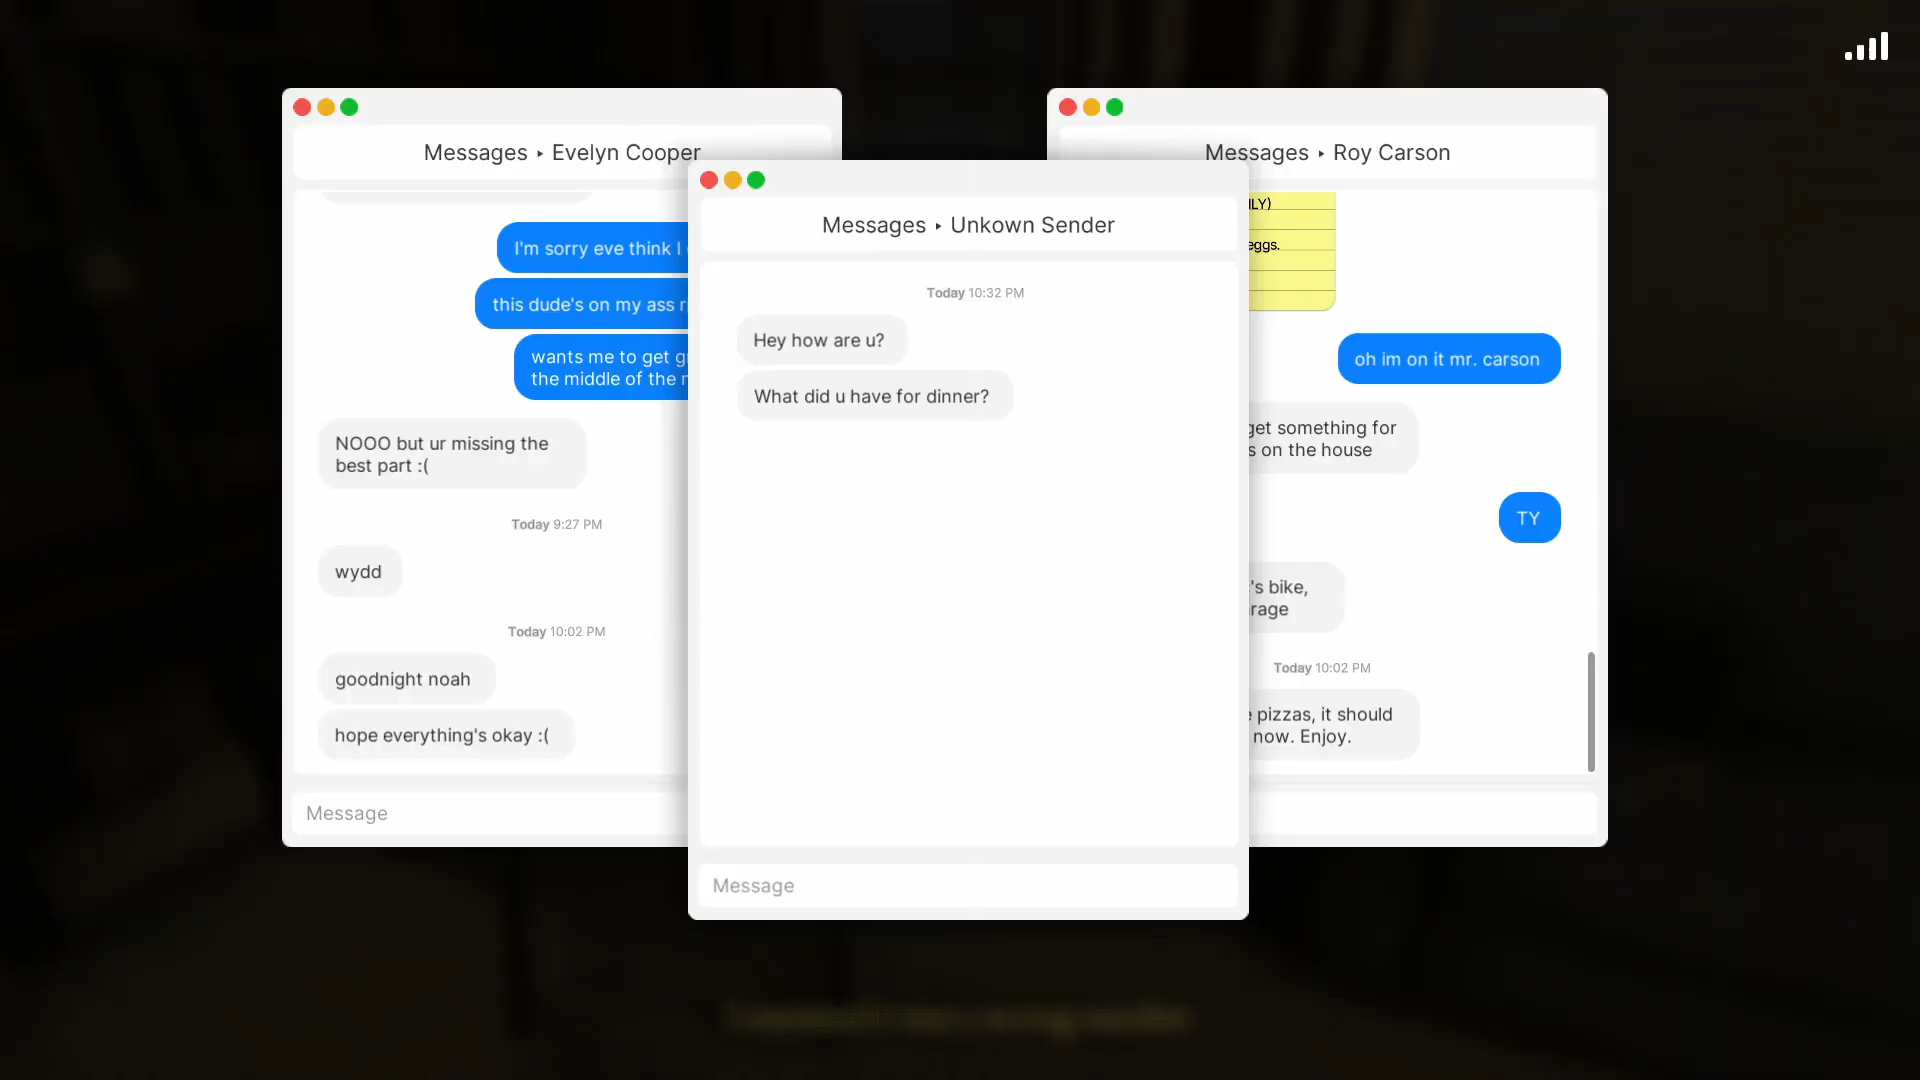 Messages ‣ Evelyn Cooper
I'm sorry eve think I
this dude's on my ass
wants me to get
the middle of the
NOOO but ur missing the
best part :(
Today 9:27 PM
wydd
Today 10:02 PM
goodnight noah
hope everything's okay :(
Message
Messages ‣ Unkown Sender
Today 10:32 PM
Hey how are u?
What did u have for dinner?
Message
Messages ‣ Roy Carson
ILY)
eggs.
oh im on it mr. carson
get something for
s on the house
TY
's bike,
rage
Today 10:02 PM
pizzas, it should
now. Enjoy.